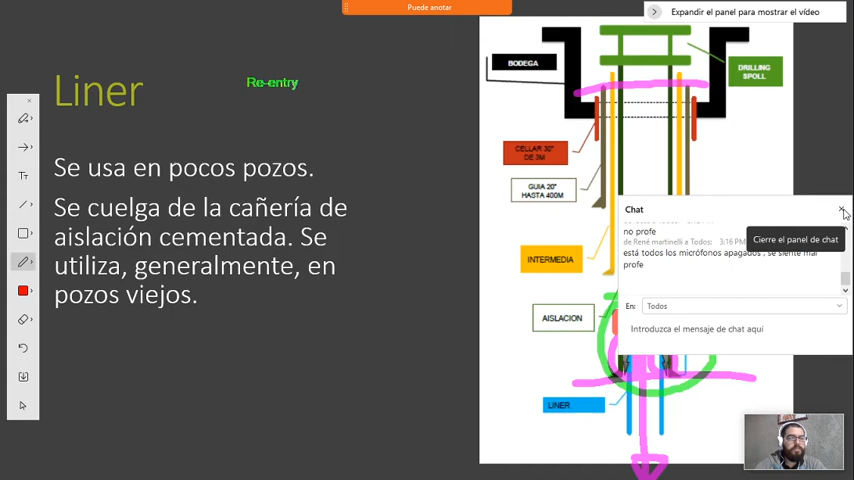 Puede anotar
Expandir el panel para mostrar el vídeo
Liner
Re-entry
Se usa en pocos pozos.
Se cuelga de la cañería de
aislación cementada. Se
utiliza, generalmente, en
pozos viejos.
BODEGA
DRILLING
SPOLL
CELLAR 30"
DE 3M
GUIA 20"
HASTA 400M
INTERMEDIA
AISLACION
LINER
Chat
no profe
de René martinelli a Todos: 3:16 PM
está todos los micrófonos apagados , se siente mal
profe
Cierre el panel de chat
En:
Todos
Introduzca el mensaje de chat aquí
Tт